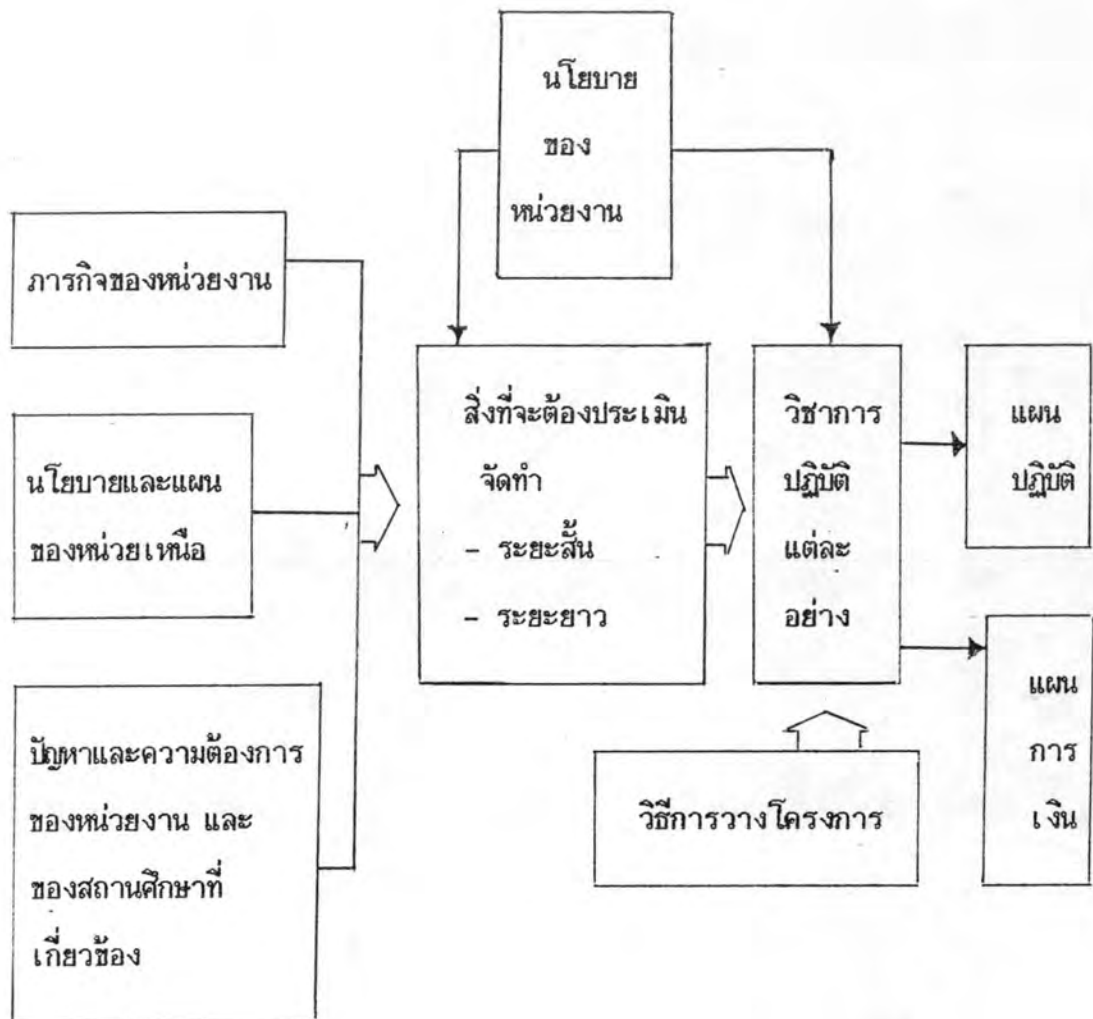 นโยบาย
ของ
หน่วยงาน
ภารกิจของหน่วยงาน
นโยบายและแผน
ของหน่วยเหนือ
ปัญหาและความต้องการ
ของหน่วยงาน และ
ของสถานศึกษาที่
เกี่ยวข้อง
สิ่งที่จะต้องประเมิน
จัดทำ
- ระยะสั้น
- ระยะยาว
วิชาการ
ปฏิบัติ
แต่ละ
อย่าง
วิธีการวางโครงการ
แผน
ปฏิบัติ
แผน
การ
เงิน